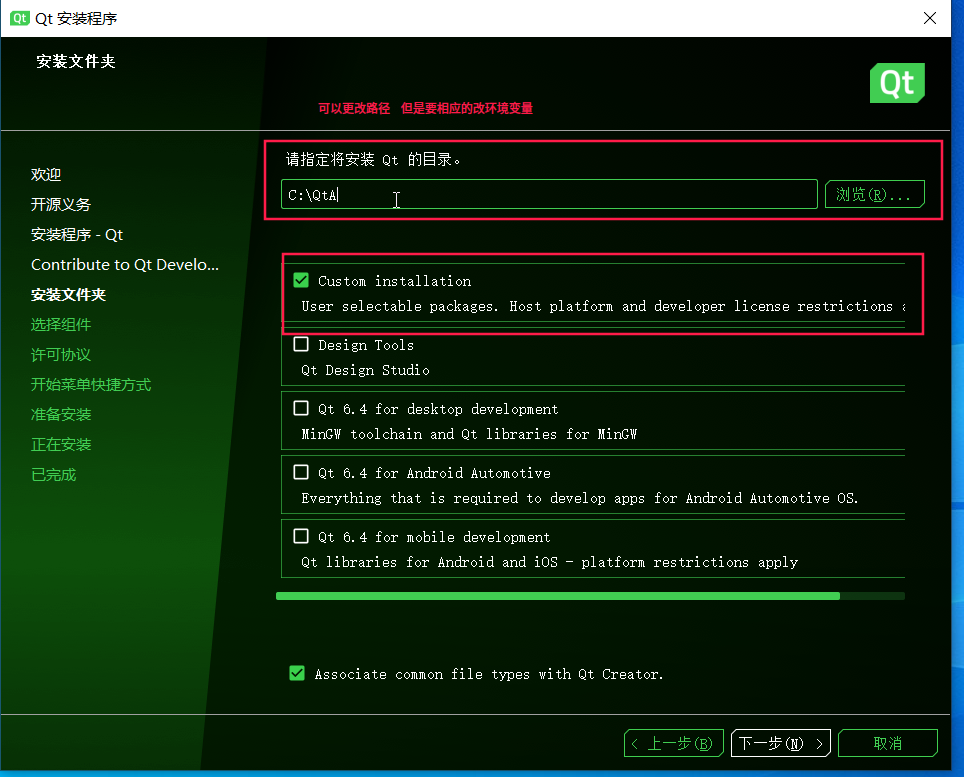 Qt Qt 安装程序
安装文件夹
Qt
可以更改路径 但是要相应的改环境变量
请指定将安装 Qt 的目录。
C:\QtA
浏览(R)...
欢迎
开源义务
安装程序 - Qt
Contribute to Qt Develo...
安装文件夹
选择组件
许可协议
开始菜单快捷方式
准备安装
正在安装
已完成
Custom installation
User selectable packages. Host platform and developer license restrictions a
Design Tools
Qt Design Studio
Qt 6.4 for desktop development
MinGW toolchain and Qt libraries for MinGW
Qt 6.4 for Android Automotive
Everything that is required to develop apps for Android Automotive OS.
Qt 6.4 for mobile development
Qt libraries for Android and iOS - platform restrictions apply
Associate common file types with Qt Creator.
< 上一步(B)
下一步(N) >
取消